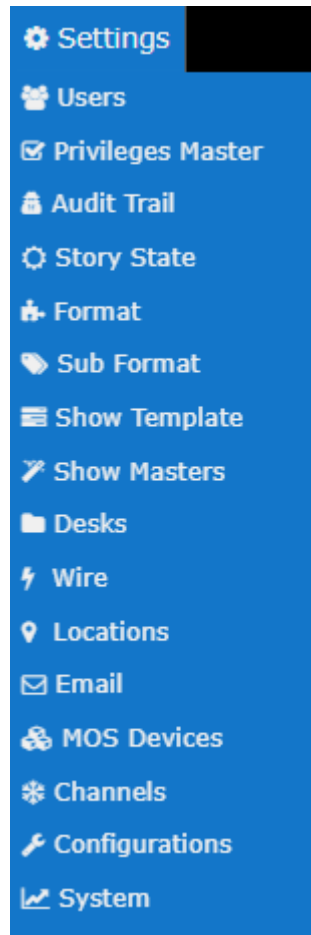 Settings
Users
Privileges Master
Audit Trail
Story State
Format
Sub Format
Show Template
Show Masters
Desks
Wire
Locations
Email
MOS Devices
Channels
Configurations
System